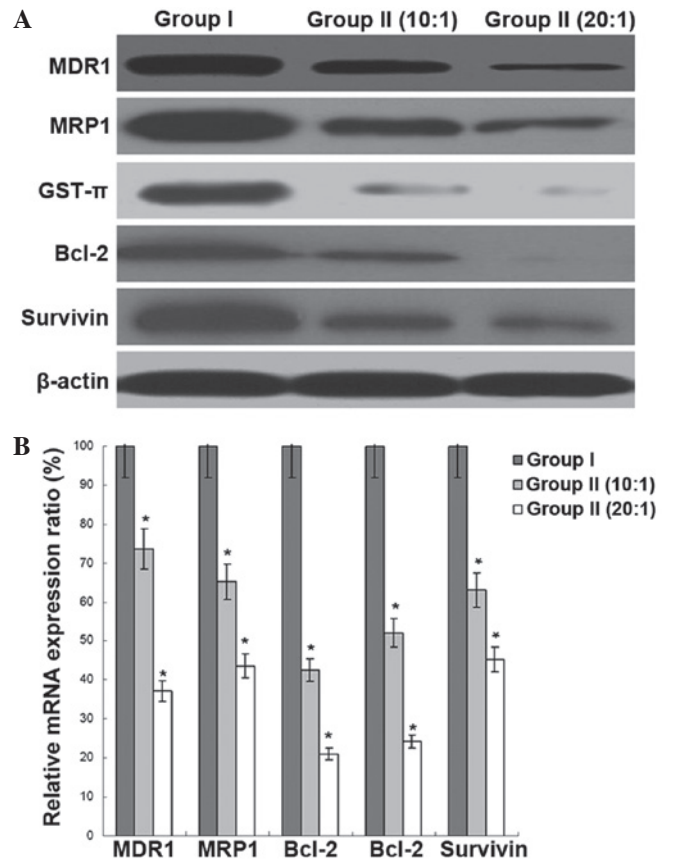 A
Group I Group II (10:1) Group II (20:1)
MDR1
MRP1
GST-π
Bcl-2
Survivin
β-actin
B
Relative mRNA expression ratio (%)
100
90
80
70
60
50
40
30
20
10
0
* * * * * * * * * *
MDR1 MRP1 Bcl-2 Bcl-2 Survivin
Group I
Group II (10:1)
Group II (20:1)